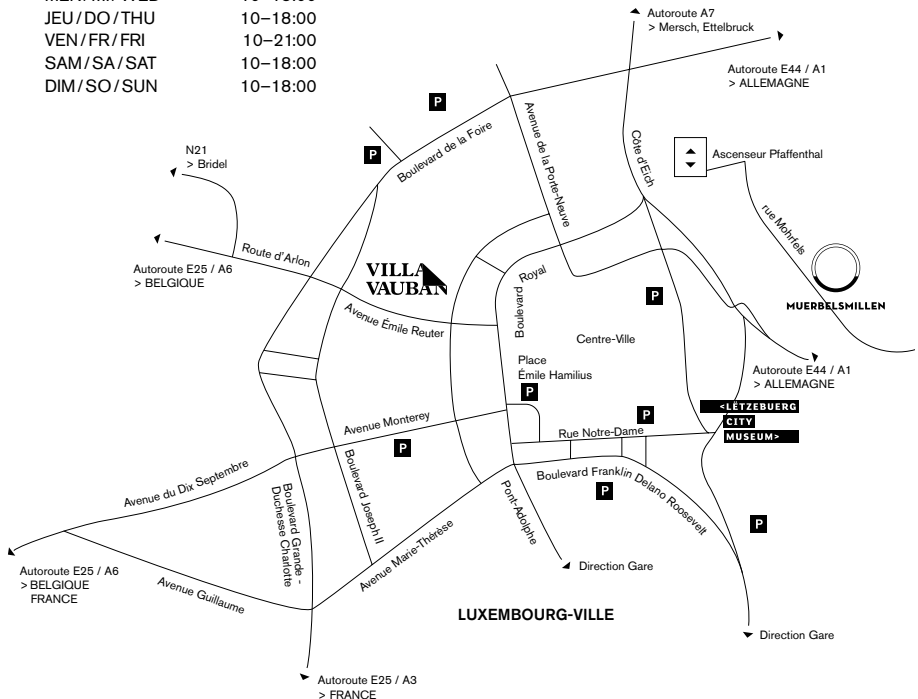 JEU / DO / THU 10–18:00
VEN / FR / FRI 10–21:00
SAM / SA / SAT 10–18:00
DIM / SO / SUN 10–18:00
Autoroute A7
> Mersch, Ettelbruck
Autoroute E44 / A1
> ALLEMAGNE
P
P
Boulevard de la Foire
Avenue de la Porte-Neuve
Côte d'Eich
Ascenseur Pfaffenthal
rue Mohrfels
N21
> Bridel
Route d'Arlon
Autoroute E25 / A6
> BELGIQUE
VILLA
VAUBAN
Avenue Émile Reuter
Boulevard
Royal
P
MUERBELSMILLEN
Centre-Ville
Place
Émile Hamilius
P
Autoroute E44 / A1
> ALLEMAGNE
<LËTZEBUERG
CITY
MUSEUM>
P
Rue Notre-Dame
Avenue Monterey
P
Boulevard Joseph II
Avenue du Dix Septembre
Boulevard Grande -
Duchesse Charlotte
Boulevard Franklin Delano Roosevelt
P
P
Pont-Adolphe
Avenue Marie-Thérèse
Autoroute E25 / A6
> BELGIQUE
FRANCE
Avenue Guillaume
Direction Gare
LUXEMBOURG-VILLE
Direction Gare
Autoroute E25 / A3
> FRANCE